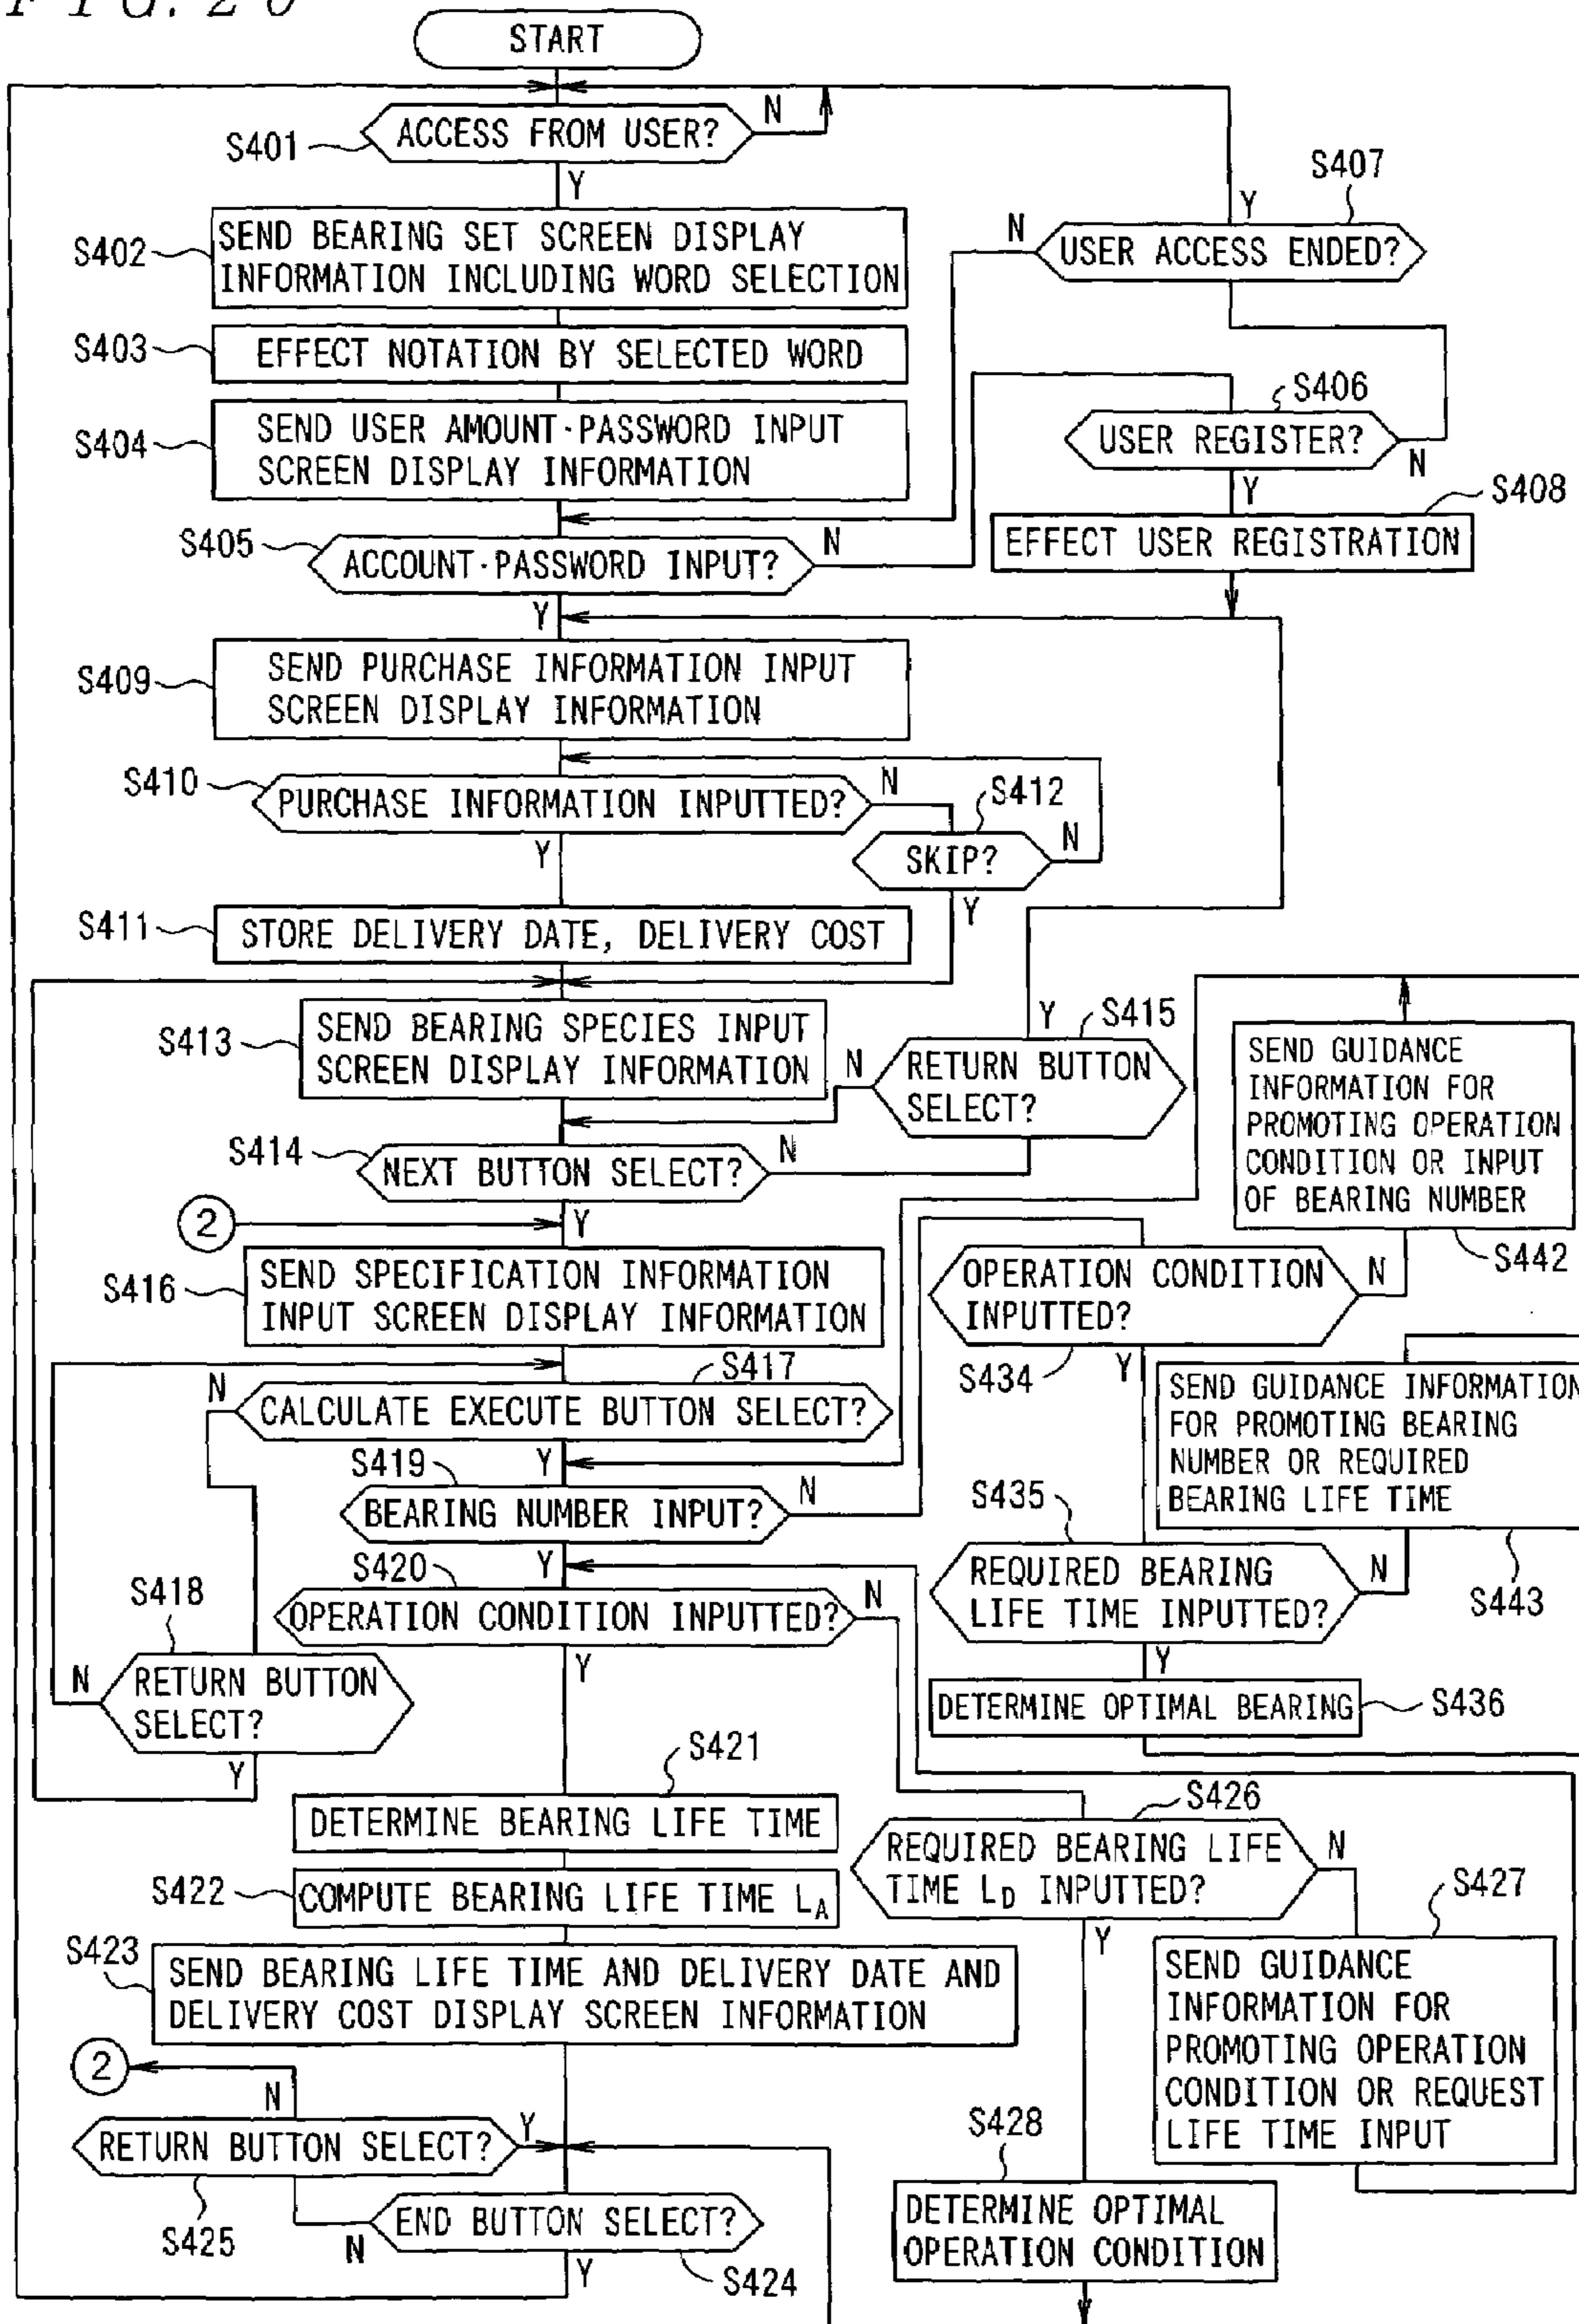 FIG. 20
START
S401
ACCESS FROM USER?
N
Y
S402
SEND BEARING SET SCREEN DISPLAY
INFORMATION INCLUDING WORD SELECTION
S403
EFFECT NOTATION BY SELECTED WORD
S404
SEND USER AMOUNT·PASSWORD INPUT
SCREEN DISPLAY INFORMATION
S405
ACCOUNT·PASSWORD INPUT?
N
Y
S407
Y
N
USER ACCESS ENDED?
S406
USER REGISTER?
N
Y
S408
EFFECT USER REGISTRATION
S409
SEND PURCHASE INFORMATION INPUT
SCREEN DISPLAY INFORMATION
S410
PURCHASE INFORMATION INPUTTED?
N
Y
S412
SKIP?
N
Y
S411
STORE DELIVERY DATE, DELIVERY COST
S413
SEND BEARING SPECIES INPUT
SCREEN DISPLAY INFORMATION
Y
S415
N
RETURN BUTTON
SELECT?
S414
NEXT BUTTON SELECT?
N
Y
2
S416
SEND SPECIFICATION INFORMATION
INPUT SCREEN DISPLAY INFORMATION
S417
N
CALCULATE EXECUTE BUTTON SELECT?
Y
S419
BEARING NUMBER INPUT?
N
Y
S420
OPERATION CONDITION INPUTTED?
N
Y
S418
N
RETURN BUTTON
SELECT?
Y
SEND GUIDANCE
INFORMATION FOR
PROMOTING OPERATION
CONDITION OR INPUT
OF BEARING NUMBER
S442
OPERATION CONDITION
INPUTTED?
N
S434
Y
SEND GUIDANCE INFORMATION
FOR PROMOTING BEARING
NUMBER OR REQUIRED
BEARING LIFE TIME
S443
S435
REQUIRED BEARING
LIFE TIME INPUTTED?
N
Y
DETERMINE OPTIMAL BEARING
S436
S421
DETERMINE BEARING LIFE TIME
S422
COMPUTE BEARING LIFE TIME LA
S423
SEND BEARING LIFE TIME AND DELIVERY DATE AND
DELIVERY COST DISPLAY SCREEN INFORMATION
S426
REQUIRED BEARING LIFE
TIME LD INPUTTED?
N
Y
S427
SEND GUIDANCE
INFORMATION FOR
PROMOTING OPERATION
CONDITION OR REQUEST
LIFE TIME INPUT
2
N
RETURN BUTTON SELECT?
Y
S425
END BUTTON SELECT?
N
Y
S424
S428
DETERMINE OPTIMAL
OPERATION CONDITION